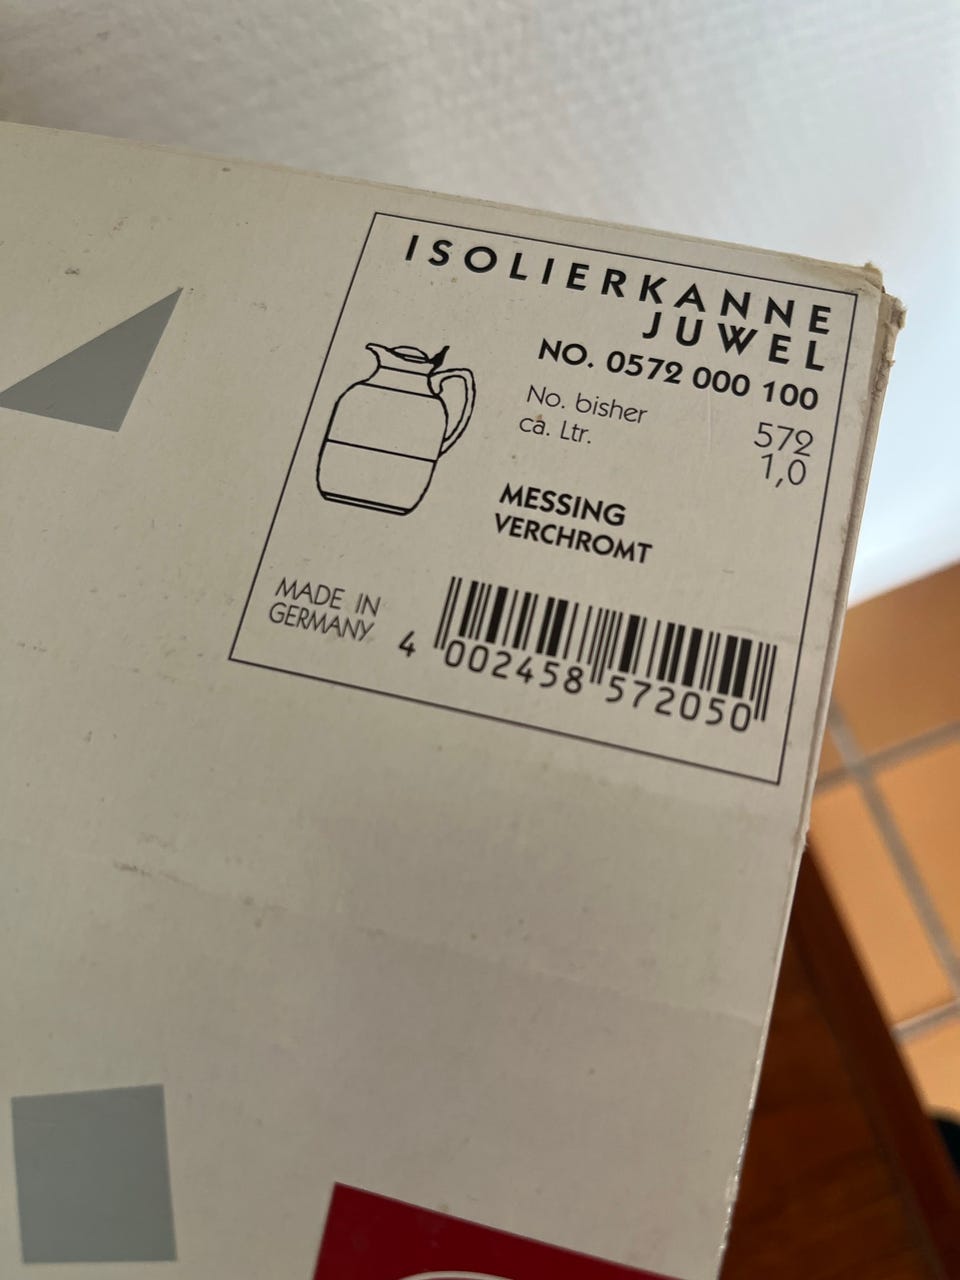 ISOLIERKANNE
JUWEL
NO. 0572 000 100
No. bisher 572
ca. Ltr. 1,0
MESSING
VERCHROMT
MADE IN
GERMANY
4 002458 572050